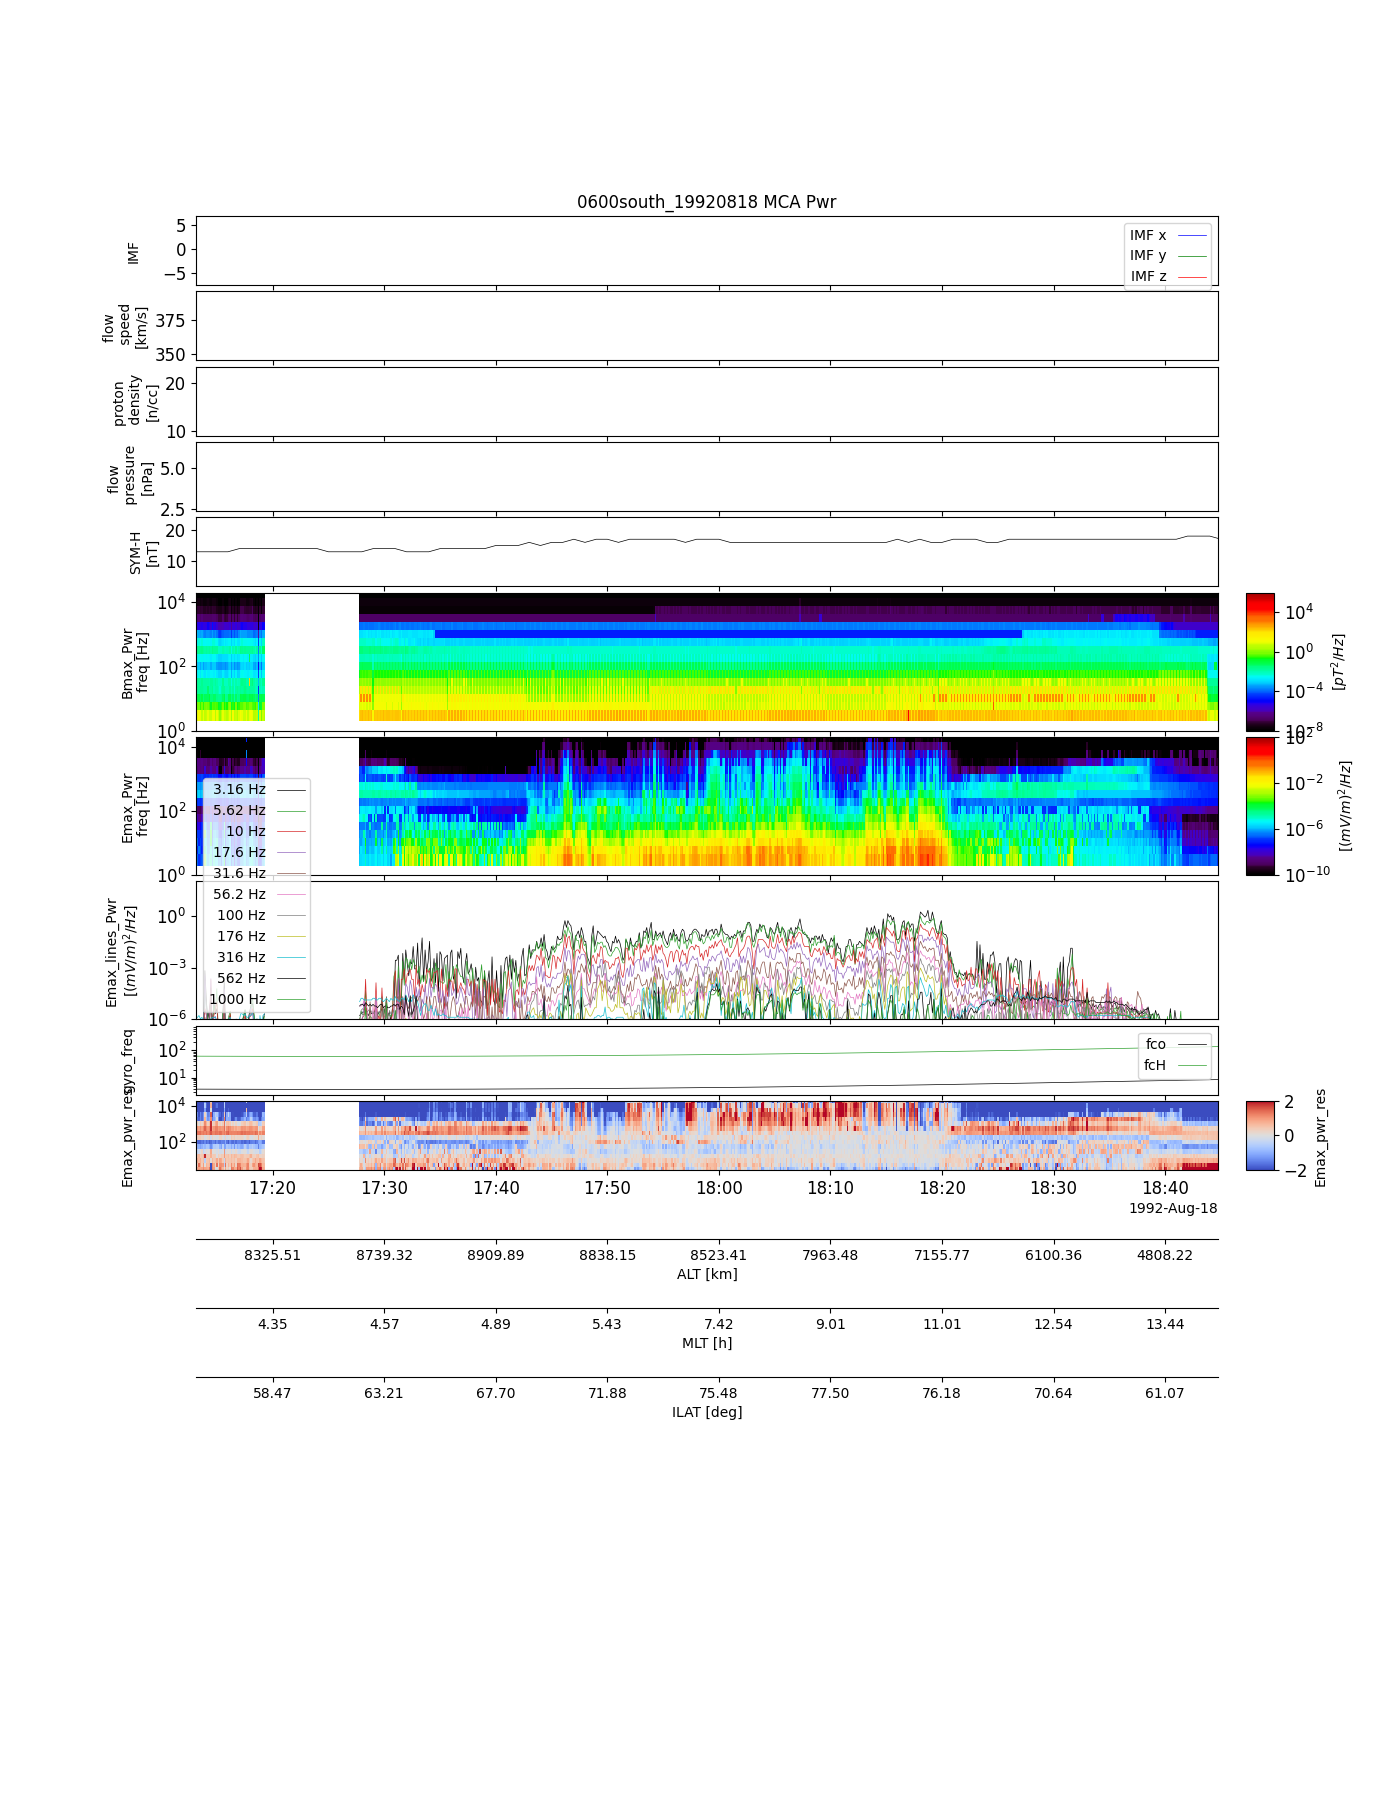 0600south_19920818 MCA Pwr
5
0
−5
IMF
IMF x
IMF y
IMF z
375
350
flow
speed
[km/s]
20
10
proton
density
[n/cc]
5.0
2.5
flow
pressure
[nPa]
20
10
SYM-H
[nT]
10^4
10^2
10^0
Bmax_Pwr
freq [Hz]
10^4
10^0
10^−4
10^−8
[pT^2/Hz]
10^4
10^2
10^0
Emax_Pwr
freq [Hz]
10^2
10^−2
10^−6
10^−10
[(mV/m)^2/Hz]
3.16 Hz
5.62 Hz
10 Hz
17.6 Hz
31.6 Hz
56.2 Hz
100 Hz
176 Hz
316 Hz
562 Hz
1000 Hz
10^0
10^−3
10^−6
Emax_lines_Pwr
[(mV/m)^2/Hz]
10^2
10^1
gyro_freq
fco
fcH
10^4
10^2
Emax_pwr_res
2
0
−2
Emax_pwr_res
17:20 17:30 17:40 17:50 18:00 18:10 18:20 18:30 18:40
1992-Aug-18
8325.51 8739.32 8909.89 8838.15 8523.41 7963.48 7155.77 6100.36 4808.22
ALT [km]
4.35 4.57 4.89 5.43 7.42 9.01 11.01 12.54 13.44
MLT [h]
58.47 63.21 67.70 71.88 75.48 77.50 76.18 70.64 61.07
ILAT [deg]